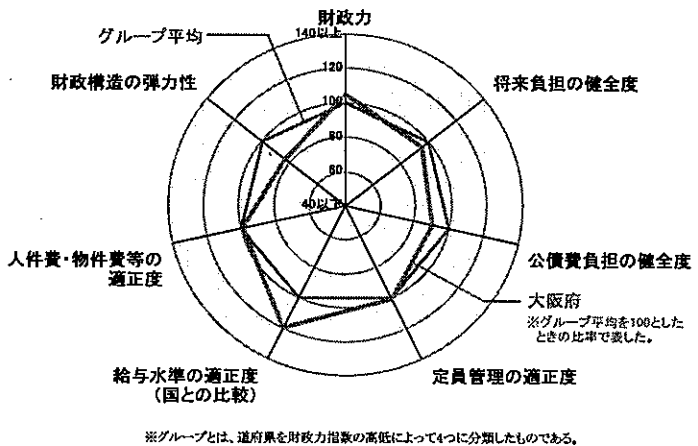 財政力
140以上
グループ平均
120
財政構造の弾力性
将来負担の健全度
100
80
60
40以下
人件費・物件費等の
適正度
公債費負担の健全度
大阪府
※グループ平均を100とした
ときの比率で表した。
給与水準の適正度
(国との比較)
定員管理の適正度
※グループとは、道府県を財政力指数の高低によって4つに分類したものである。